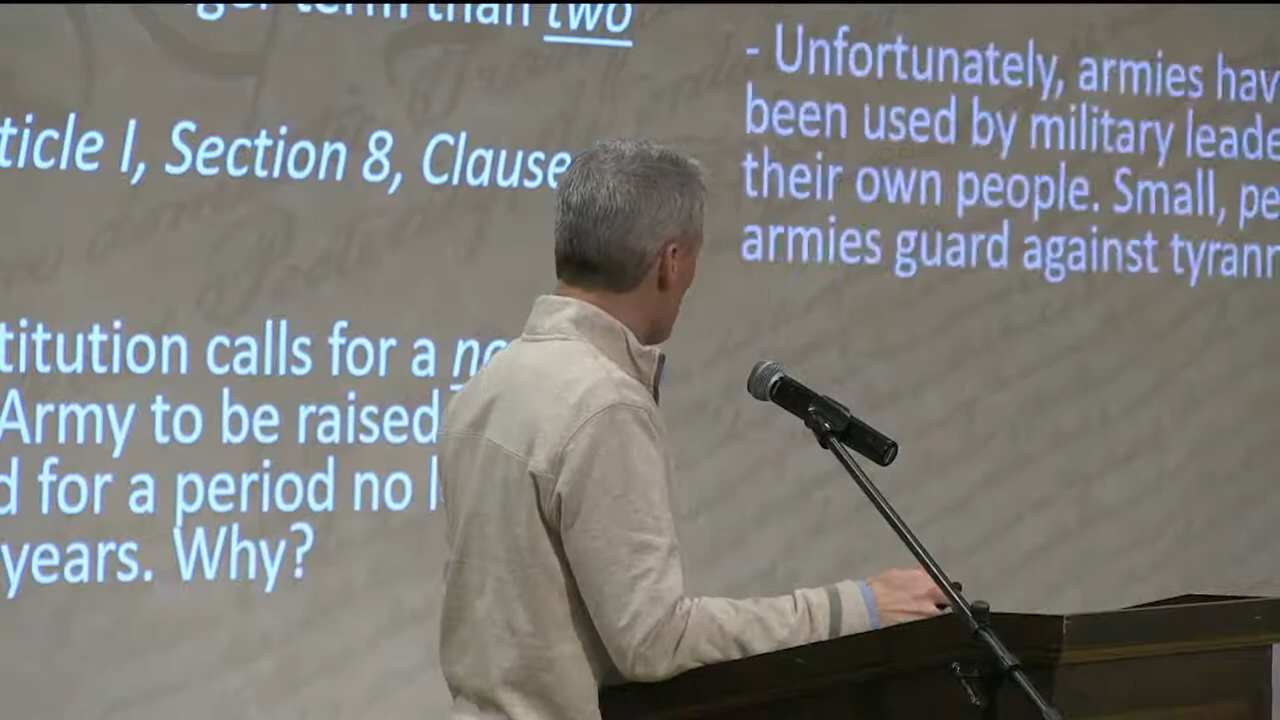 term than two
ticle I, Section 8, Clause
titution calls for a
Army to be raised
d for a period no
years. Why?
- Unfortunately, armies hav
been used by military leade
their own people. Small, pe
armies guard against tyrann